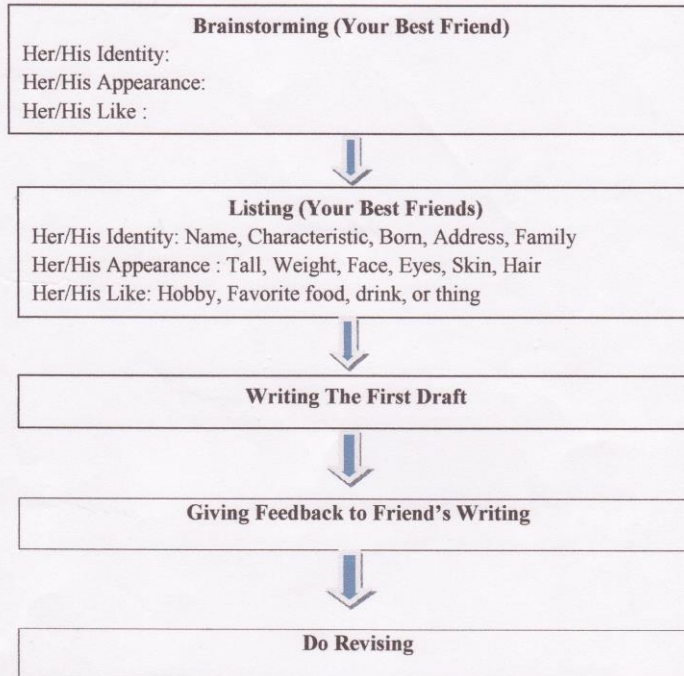 Brainstorming (Your Best Friend)
Her/His Identity:
Her/His Appearance:
Her/His Like :
Listing (Your Best Friends)
Her/His Identity: Name, Characteristic, Born, Address, Family
Her/His Appearance : Tall, Weight, Face, Eyes, Skin, Hair
Her/His Like: Hobby, Favorite food, drink, or thing
Writing The First Draft
Giving Feedback to Friend’s Writing
Do Revising